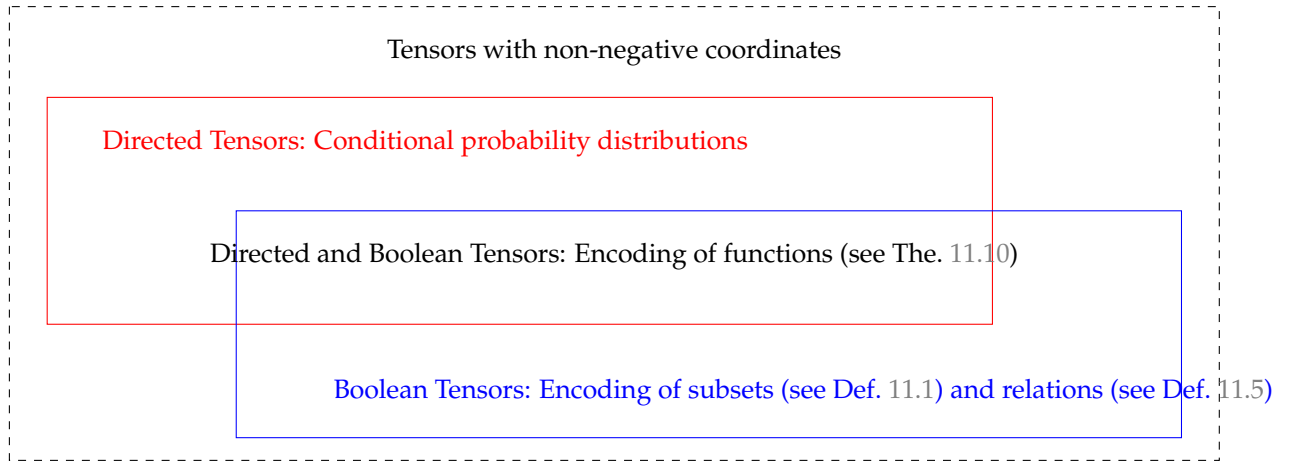 Tensors with non-negative coordinates
Directed Tensors: Conditional probability distributions
Directed and Boolean Tensors: Encoding of functions (see The. 11.10)
Boolean Tensors: Encoding of subsets (see Def. 11.1) and relations (see Def. 11.5)